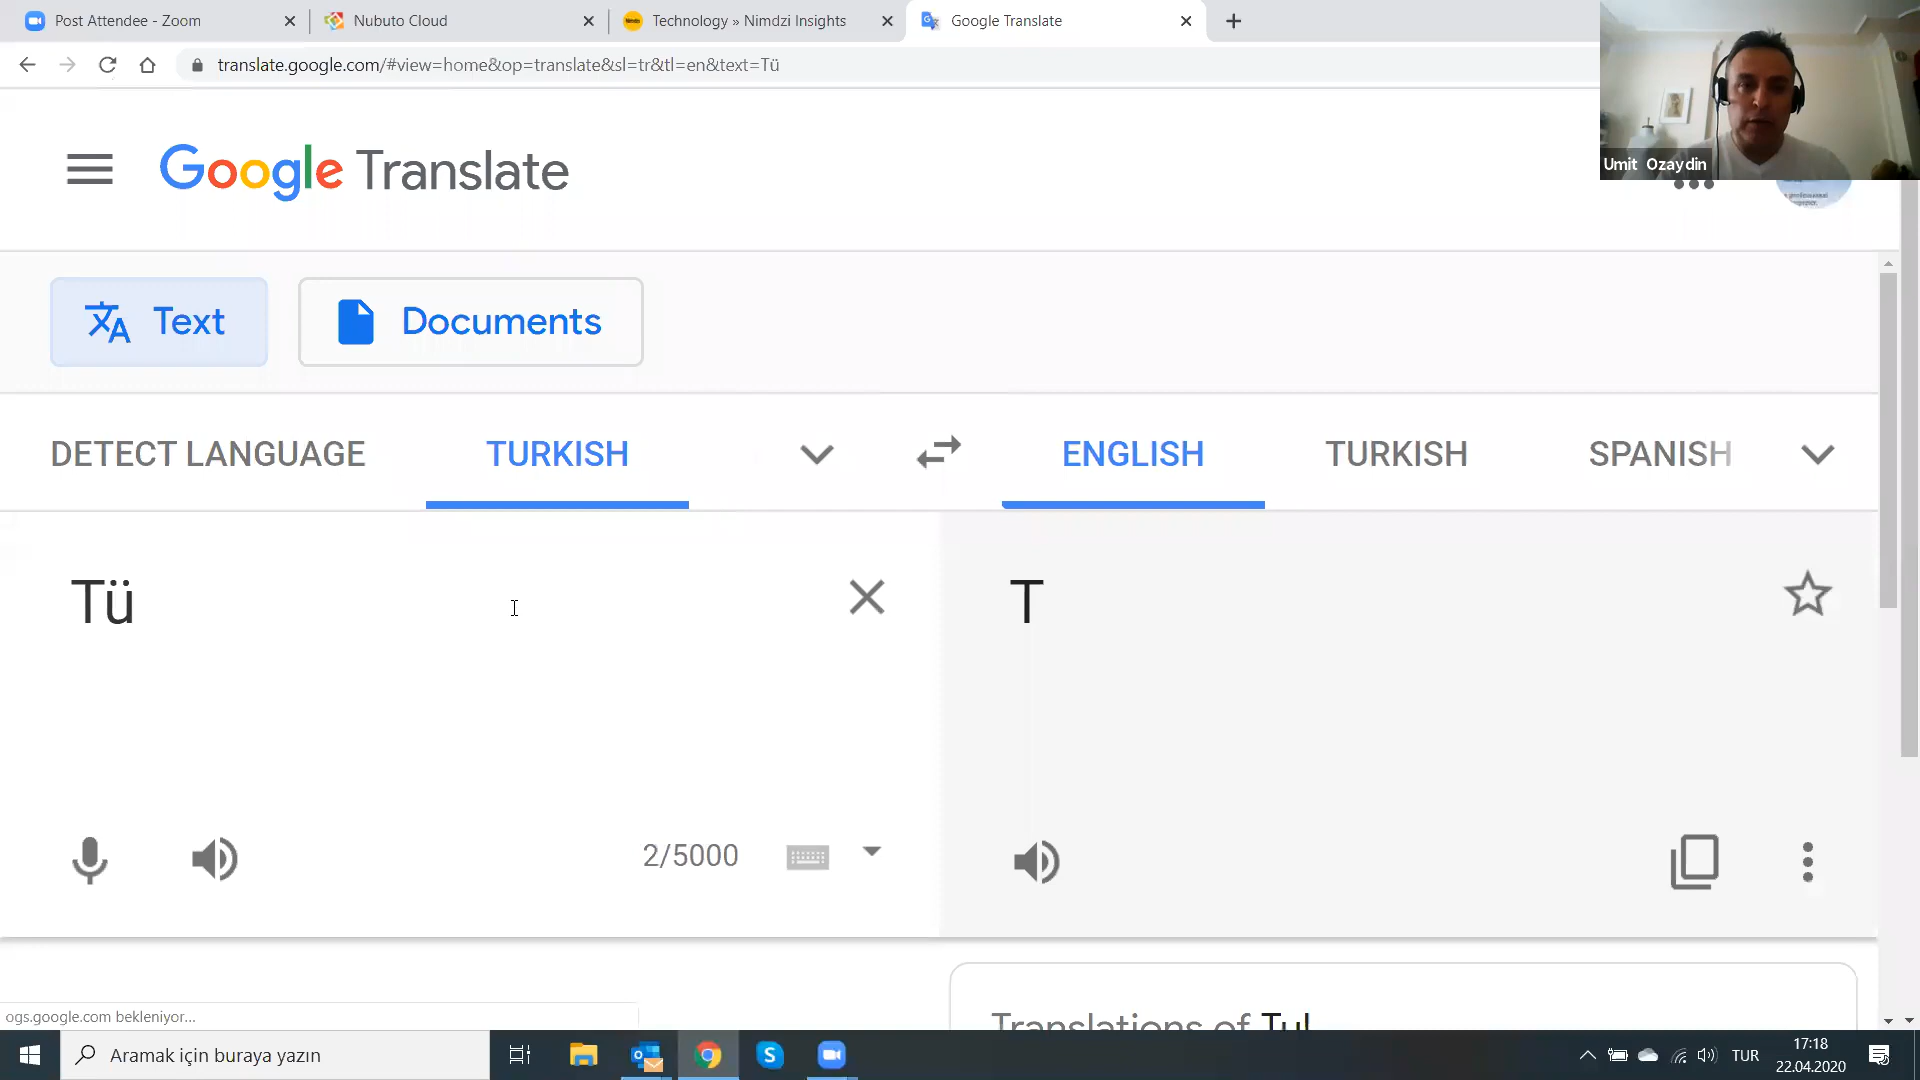 Post Attendee - Zoom
Nubuto Cloud
Technology » Nimdzi Insights
Google Translate
translate.google.com/#view=home&op=translate&sl=tr&tl=en&text=Tü
Umit Ozaydin
Google Translate
Text
Documents
DETECT LANGUAGE
TURKISH
ENGLISH
TURKISH
SPANISH
Tü
T
2/5000
Translations of Tul
ogs.google.com bekleniyor...
Aramak için buraya yazın
TUR
17:18
22.04.2020